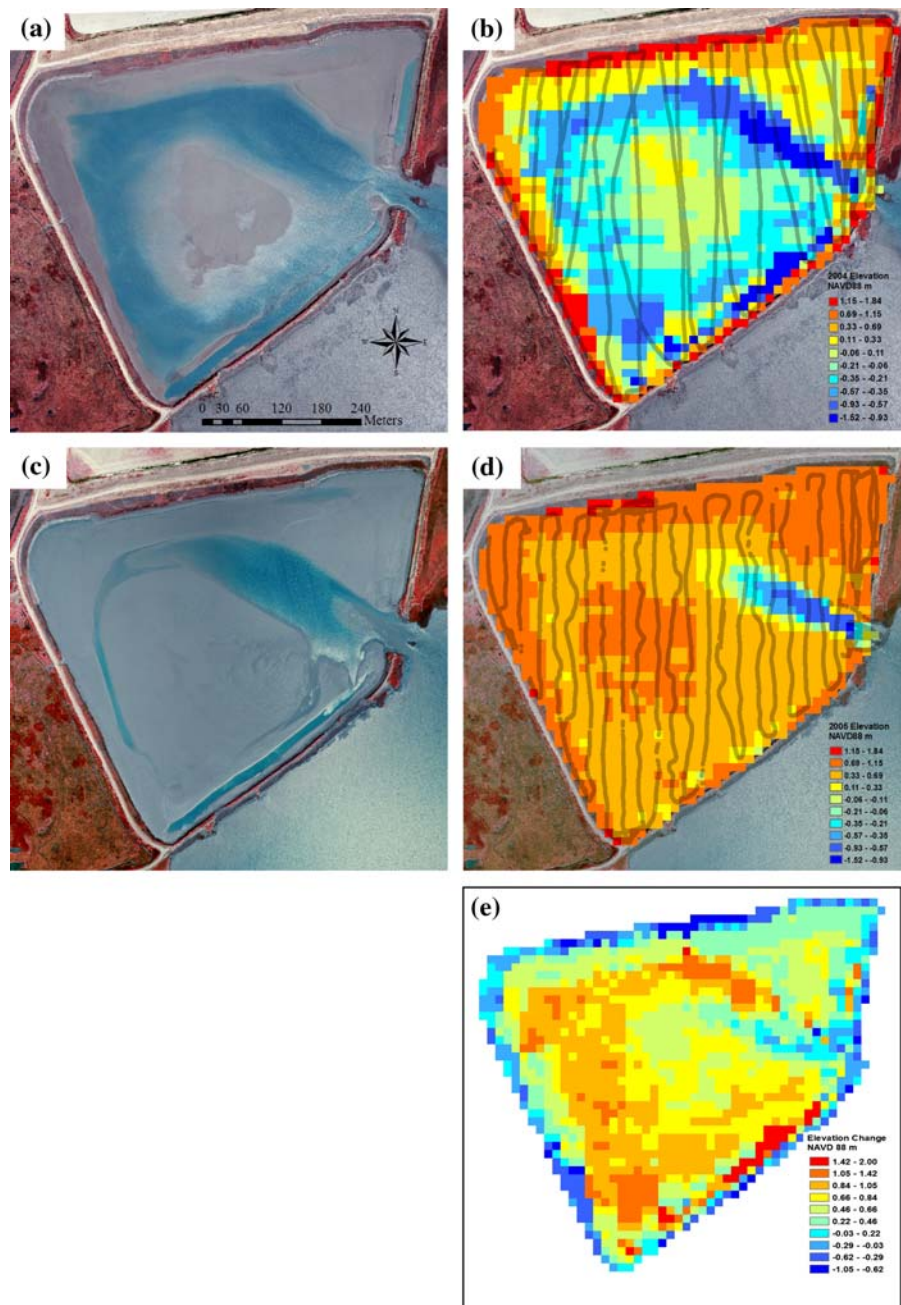 (a)
(b)
N
W E
S
0 30 60 120 180 240
Meters
2004 Elevation
NAVD88 m
1.15 - 1.84
0.69 - 1.15
0.33 - 0.69
0.11 - 0.33
-0.06 - 0.11
-0.21 - -0.06
-0.35 - -0.21
-0.57 - -0.35
-0.93 - -0.57
-1.52 - -0.93
(c)
(d)
Elevation
NAVD88 m
1.15 - 1.84
0.69 - 1.15
0.33 - 0.69
0.11 - 0.33
-0.06 - -0.11
-0.21 - -0.06
-0.35 - -0.21
-0.57 - -0.35
-0.93 - -0.57
-1.52 - -0.93
(e)
Elevation Change
NAVD 88 m
1.42 - 2.00
1.05 - 1.42
0.84 - 1.05
0.66 - 0.84
0.46 - 0.66
0.22 - 0.46
-0.03 - 0.22
-0.29 - -0.03
-0.62 - -0.29
-1.05 - -0.62